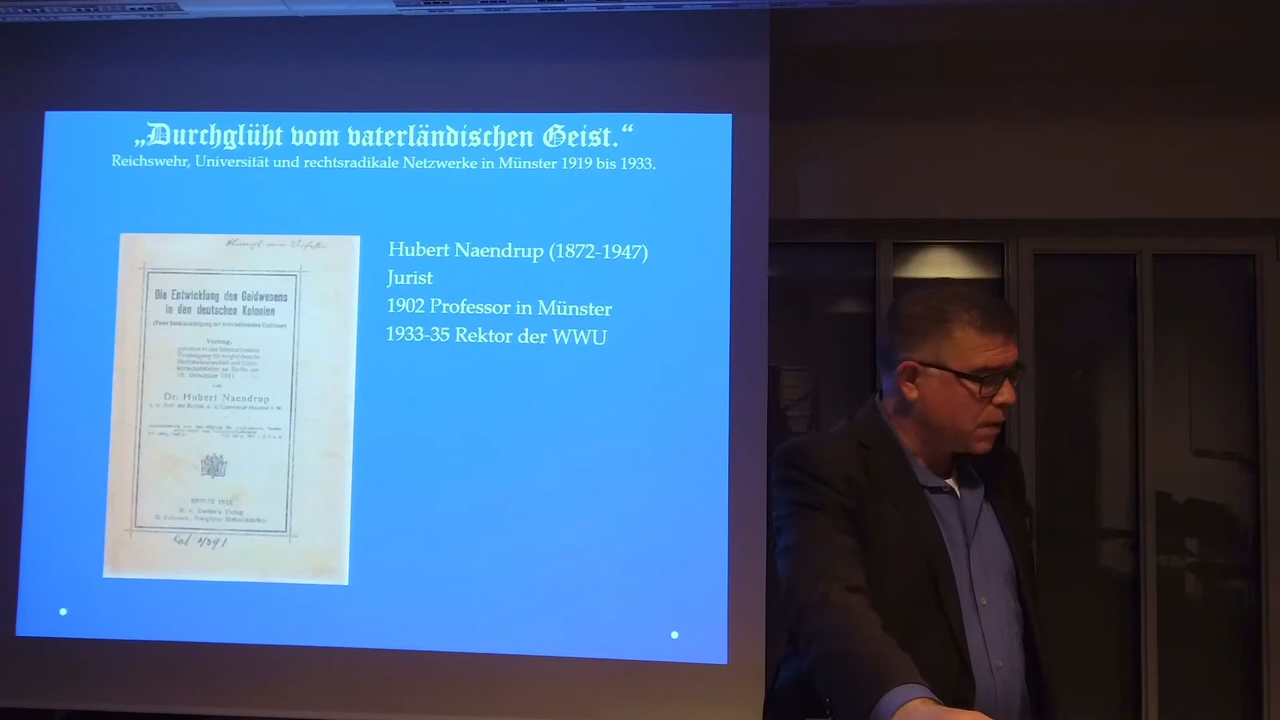 „Durchglüht vom vaterländischen Geist.“
Reichswehr, Universität und rechtsradikale Netzwerke in Münster 1919 bis 1933.
Hubert Naendrup (1872-1947)
Jurist
1902 Professor in Münster
1933-35 Rektor der WWU
Die Entwicklung des Geldwesens
in den deutschen Kolonien
Vortrag,
Dr. Hubert Naendrup